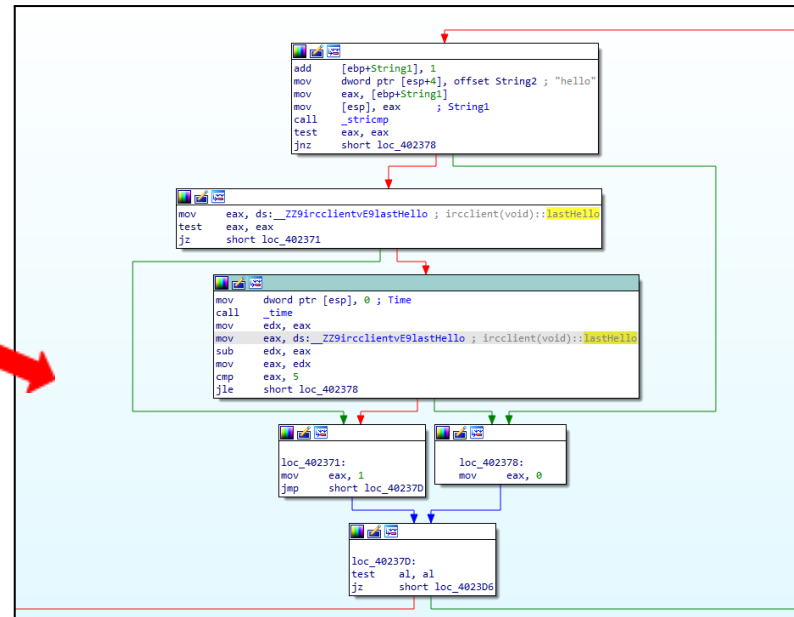 add [ebp+String1], 1
mov dword ptr [esp+4], offset String2 ; "hello"
mov eax, [ebp+String1]
mov [esp], eax ; String1
call _stricmp
test eax, eax
jnz short loc_402378
mov eax, ds:__ZZ9ircclientvE9lastHello ; ircclient(void)::lastHello
test eax, eax
jz short loc_402371
mov dword ptr [esp], 0 ; Time
call _time
mov edx, eax
mov eax, ds:__ZZ9ircclientvE9lastHello ; ircclient(void)::lastHello
sub edx, eax
mov eax, edx
cmp eax, 5
jle short loc_402378
loc_402371:
mov eax, 1
jmp short loc_40237D
loc_402378:
mov eax, 0
loc_40237D:
test al, al
jz short loc_4023D6